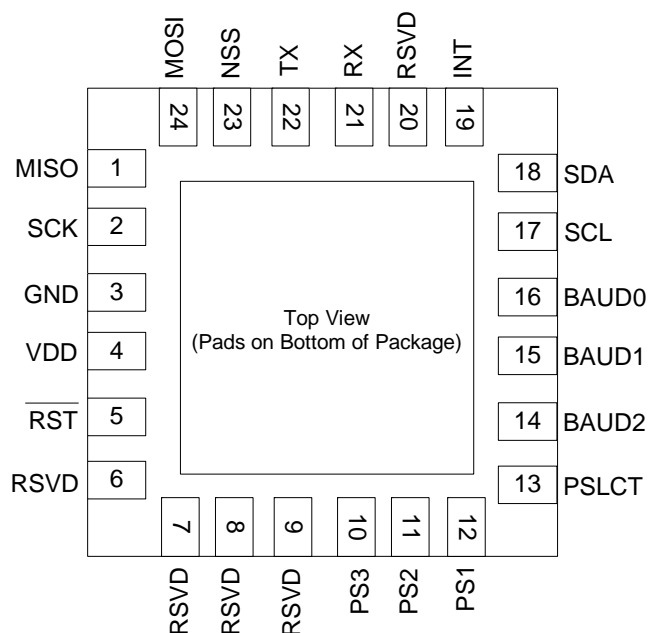 MOSI NSS TX RX RSVD INT
24 23 22 21 20 19
MISO 1
SCK 2
GND 3
VDD 4
RST 5
RSVD 6
18 SDA
17 SCL
16 BAUD0
15 BAUD1
14 BAUD2
13 PSLCT
Top View
(Pads on Bottom of Package)
7 8 9 10 11 12
RSVD RSVD RSVD PS3 PS2 PS1